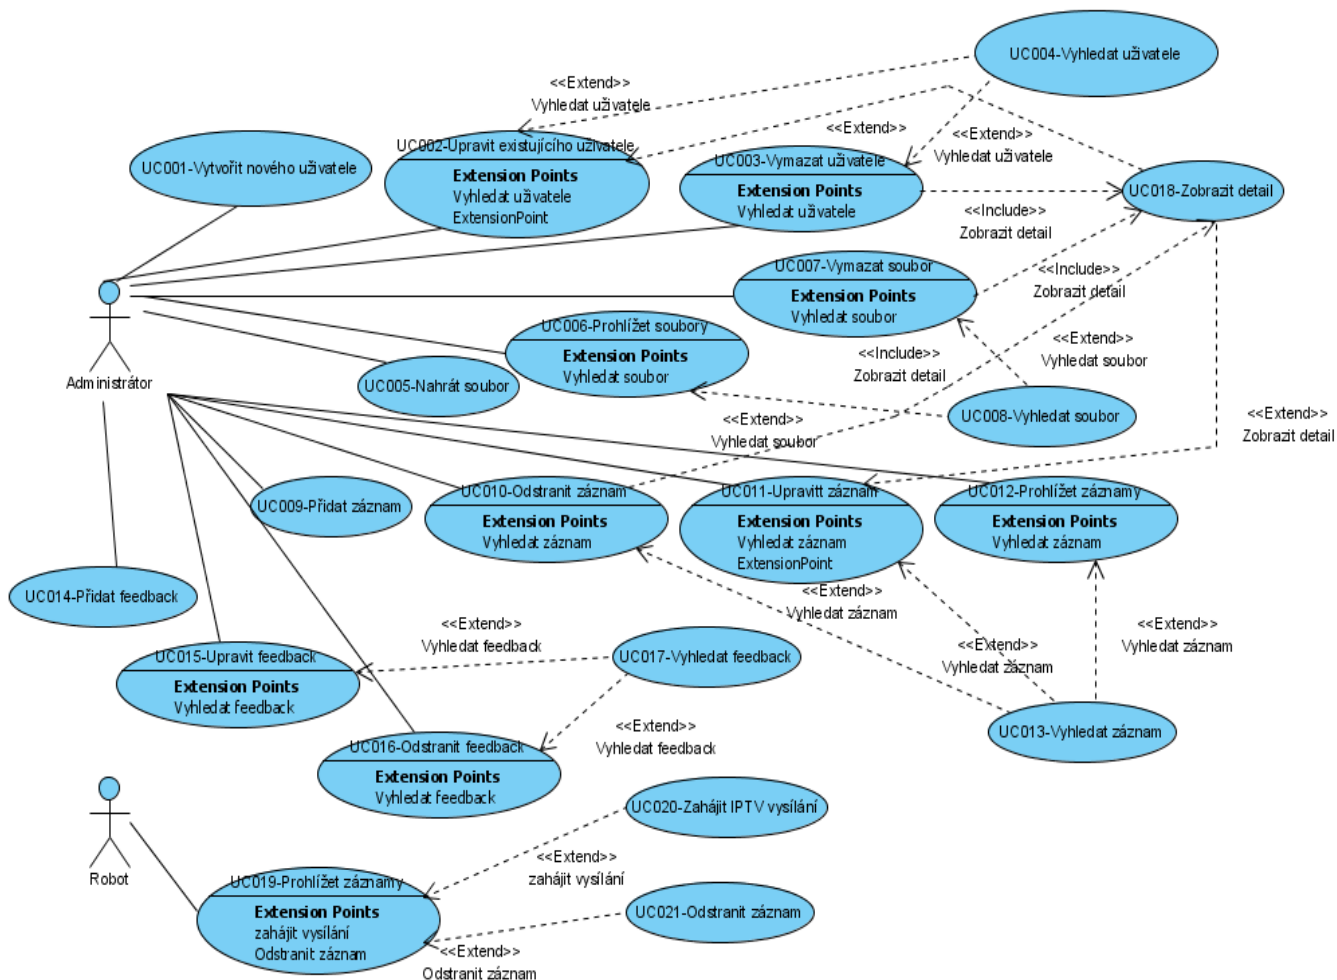 UC004-Vyhledat uživatele
<<Extend>>
Vyhledat uživatele
<<Extend>>
<<Extend>>
Vyhledat uživatele
UC001-Vytvořit nového uživatele
UC002-Upravit existujícího uživatele
Extension Points
Vyhledat uživatele
ExtensionPoint
UC003-Vymazat uživatele
Extension Points
Vyhledat uživatele
UC018-Zobrazit detail
<<Include>>
Zobrazit detail
UC007-Vymazat soubor
Extension Points
Vyhledat soubor
<<Include>>
Zobrazit detail
UC006-Prohlížet soubory
Extension Points
Vyhledat soubor
<<Include>>
Zobrazit detail
<<Extend>>
Vyhledat soubor
Administrátor
UC005-Nahrát soubor
UC008-Vyhledat soubor
<<Extend>>
Vyhledat soubor
<<Extend>>
Zobrazit detail
UC009-Přidat záznam
UC010-Odstranit záznam
Extension Points
Vyhledat záznam
UC011-Upravitt záznam
Extension Points
Vyhledat záznam
ExtensionPoint
UC012-Prohlížet záznamy
Extension Points
Vyhledat záznam
UC014-Přidat feedback
<<Extend>>
Vyhledat záznam
<<Extend>>
Vyhledat feedback
<<Extend>>
Vyhledat záznam
<<Extend>>
Vyhledat záznam
UC015-Upravit feedback
Extension Points
Vyhledat feedback
UC017-Vyhledat feedback
UC016-Odstranit feedback
Extension Points
Vyhledat feedback
<<Extend>>
Vyhledat feedback
UC013-Vyhledat záznam
Robot
UC020-Zahájit IPTV vysílání
<<Extend>>
zahájit vysílání
UC019-Prohlížet záznamy
Extension Points
zahájit vysílání
Odstranit záznam
UC021-Odstranit záznam
<<Extend>>
Odstranit záznam